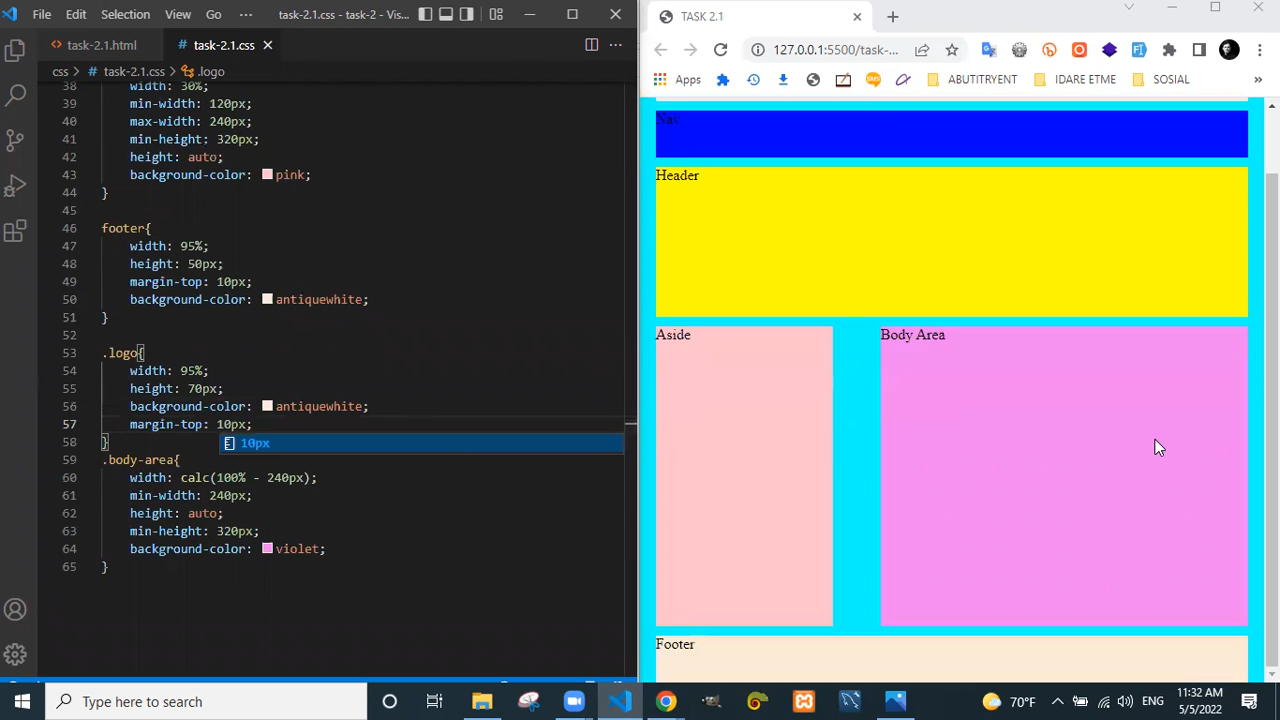 File Edit Selection View Go ... task-2.1.css - task-2 - Vis...
task-2.1.html task-2.1.css
css > task-2.1.css > .logo
38 width: 30%;
39 min-width: 120px;
40 max-width: 240px;
41 min-height: 320px;
42 height: auto;
43 background-color: pink;
44 }
45
46 footer{
47 width: 95%;
48 height: 50px;
49 margin-top: 10px;
50 background-color: antiquewhite;
51 }
52
53 .logo{
54 width: 95%;
55 height: 70px;
56 background-color: antiquewhite;
57 margin-top: 10px;
58 }
10px
59 .body-area{
60 width: calc(100% - 240px);
61 min-width: 240px;
62 height: auto;
63 min-height: 320px;
64 background-color: violet;
65 }
TASK 2.1
127.0.0.1:5500/task-...
Apps SMS ABUTITRYENT IDARE ETME SOSIAL »
Nav
Header
Aside Body Area
Footer
Type here to search
70°F ENG 11:32 AM
5/5/2022